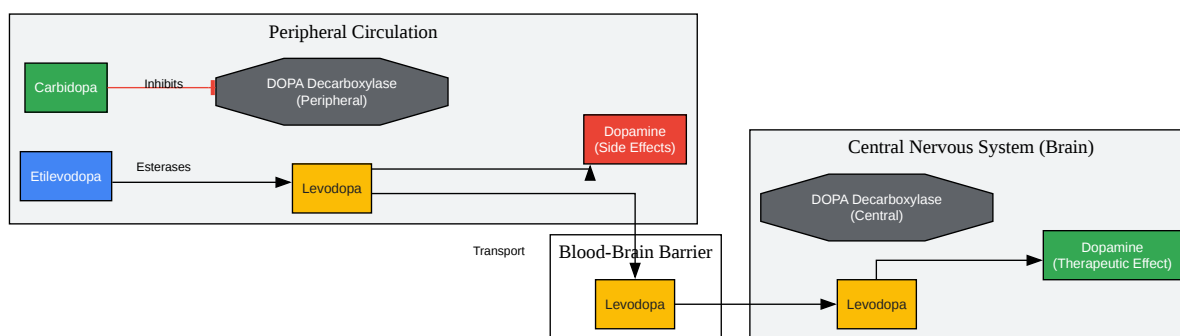 Peripheral Circulation
Carbidopa
Inhibits
DOPA Decarboxylase
(Peripheral)
Dopamine
(Side Effects)
Etilevodopa
Esterases
Levodopa
Transport
Blood-Brain Barrier
Levodopa
Central Nervous System (Brain)
DOPA Decarboxylase
(Central)
Levodopa
Dopamine
(Therapeutic Effect)